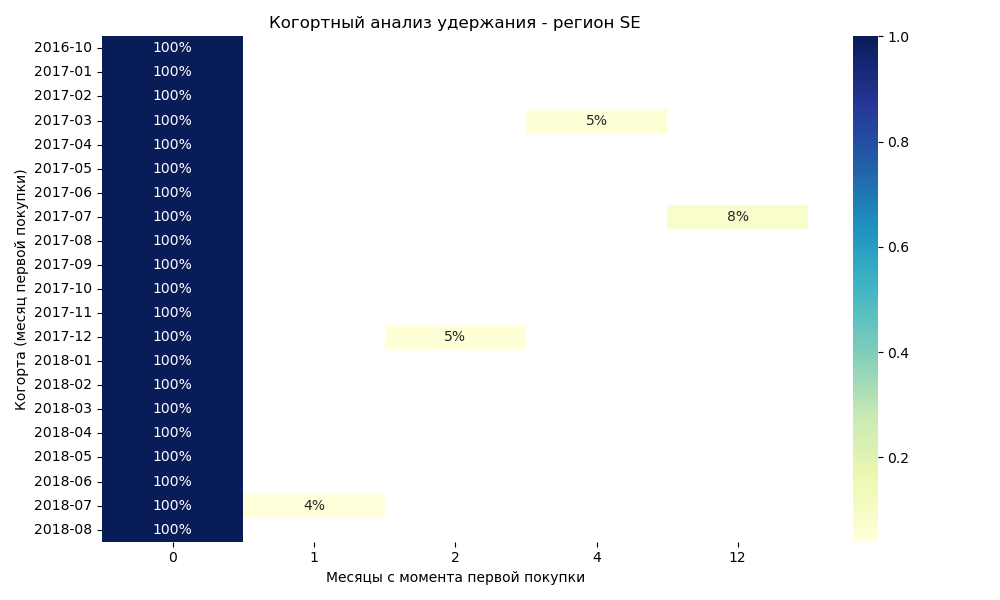 Когортный анализ удержания - регион SE
Когорта (месяц первой покупки)
2016-10 100%
2017-01 100%
2017-02 100%
2017-03 100% 5%
2017-04 100%
2017-05 100%
2017-06 100%
2017-07 100% 8%
2017-08 100%
2017-09 100%
2017-10 100%
2017-11 100%
2017-12 100% 5%
2018-01 100%
2018-02 100%
2018-03 100%
2018-04 100%
2018-05 100%
2018-06 100%
2018-07 100% 4%
2018-08 100%
0 1 2 4 12
Месяцы с момента первой покупки
1.0
0.8
0.6
0.4
0.2